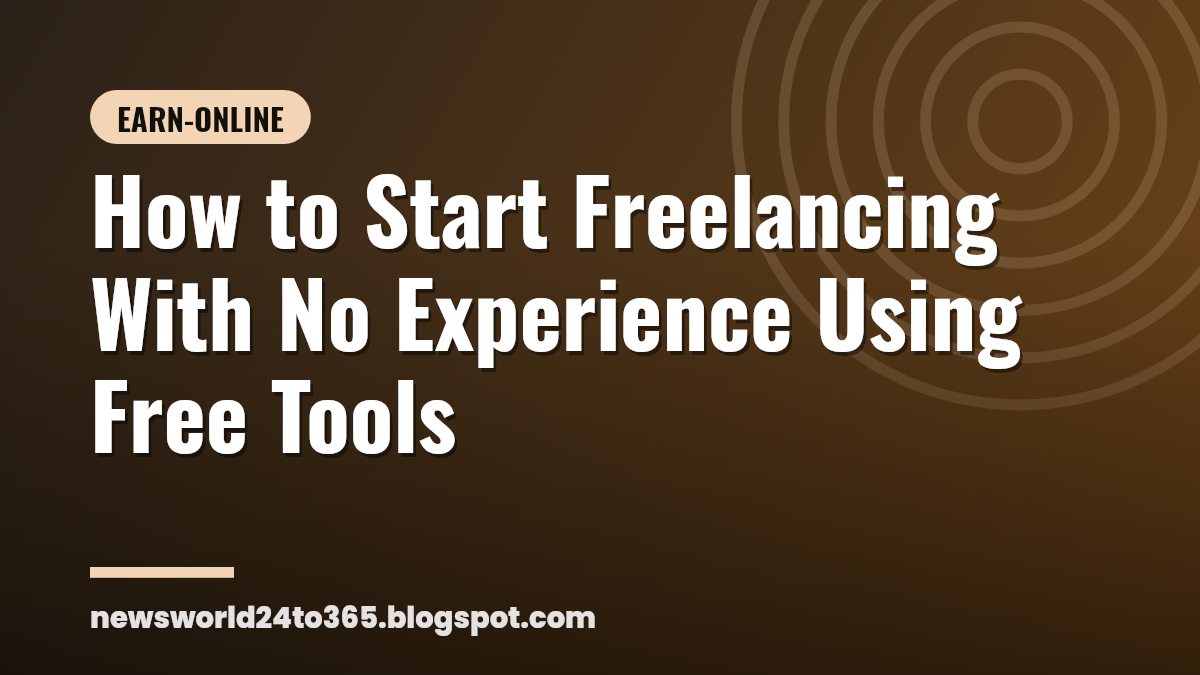 EARN-ONLINE
How to Start Freelancing
With No Experience Using
Free Tools
newsworld24to365.blogspot.com